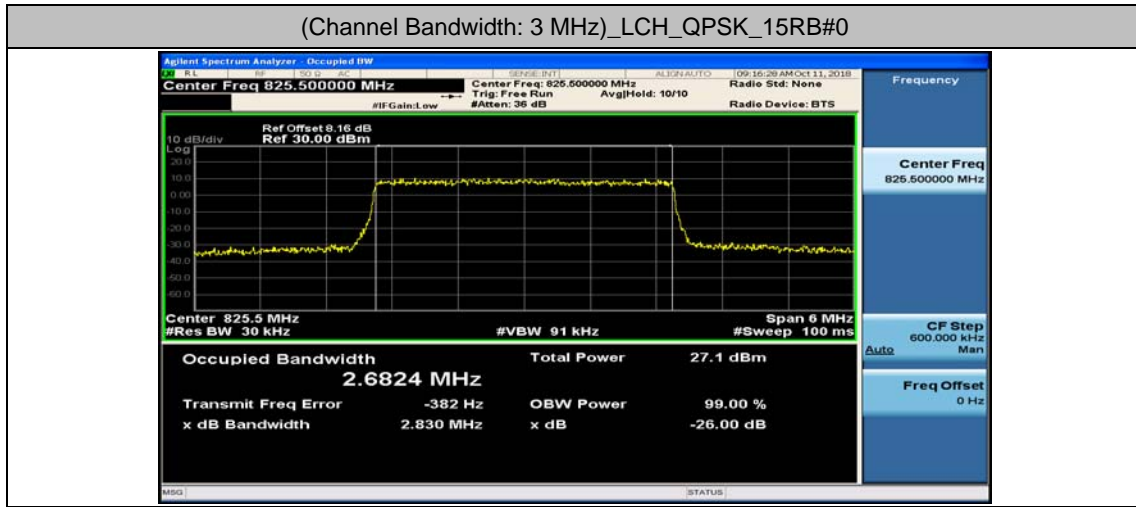 (Channel Bandwidth: 3 MHz)_LCH_QPSK_15RB#0
Agilent Spectrum Analyzer - Occupied BW
RL RF 50 Ω AC SENSE:INT ALIGN AUTO 09:16:28 AM Oct 11, 2018
Center Freq 825.500000 MHz
Center Freq: 825.500000 MHz
Radio Std: None
Trig: Free Run
Avg|Hold: 10/10
#IFGain:Low
#Atten: 36 dB
Radio Device: BTS
Ref Offset 8.16 dB
10 dB/div Ref 30.00 dBm
Log
20.0
10.0
0.00
-10.0
-20.0
-30.0
-40.0
-50.0
-60.0
Center 825.5 MHz
Span 6 MHz
#Res BW 30 kHz
#VBW 91 kHz
#Sweep 100 ms
Occupied Bandwidth
Total Power
27.1 dBm
2.6824 MHz
Transmit Freq Error
-382 Hz
OBW Power
99.00 %
x dB Bandwidth
2.830 MHz
x dB
-26.00 dB
MSG
STATUS
Frequency
Center Freq
825.500000 MHz
CF Step
600.000 kHz
Auto Man
Freq Offset
0 Hz